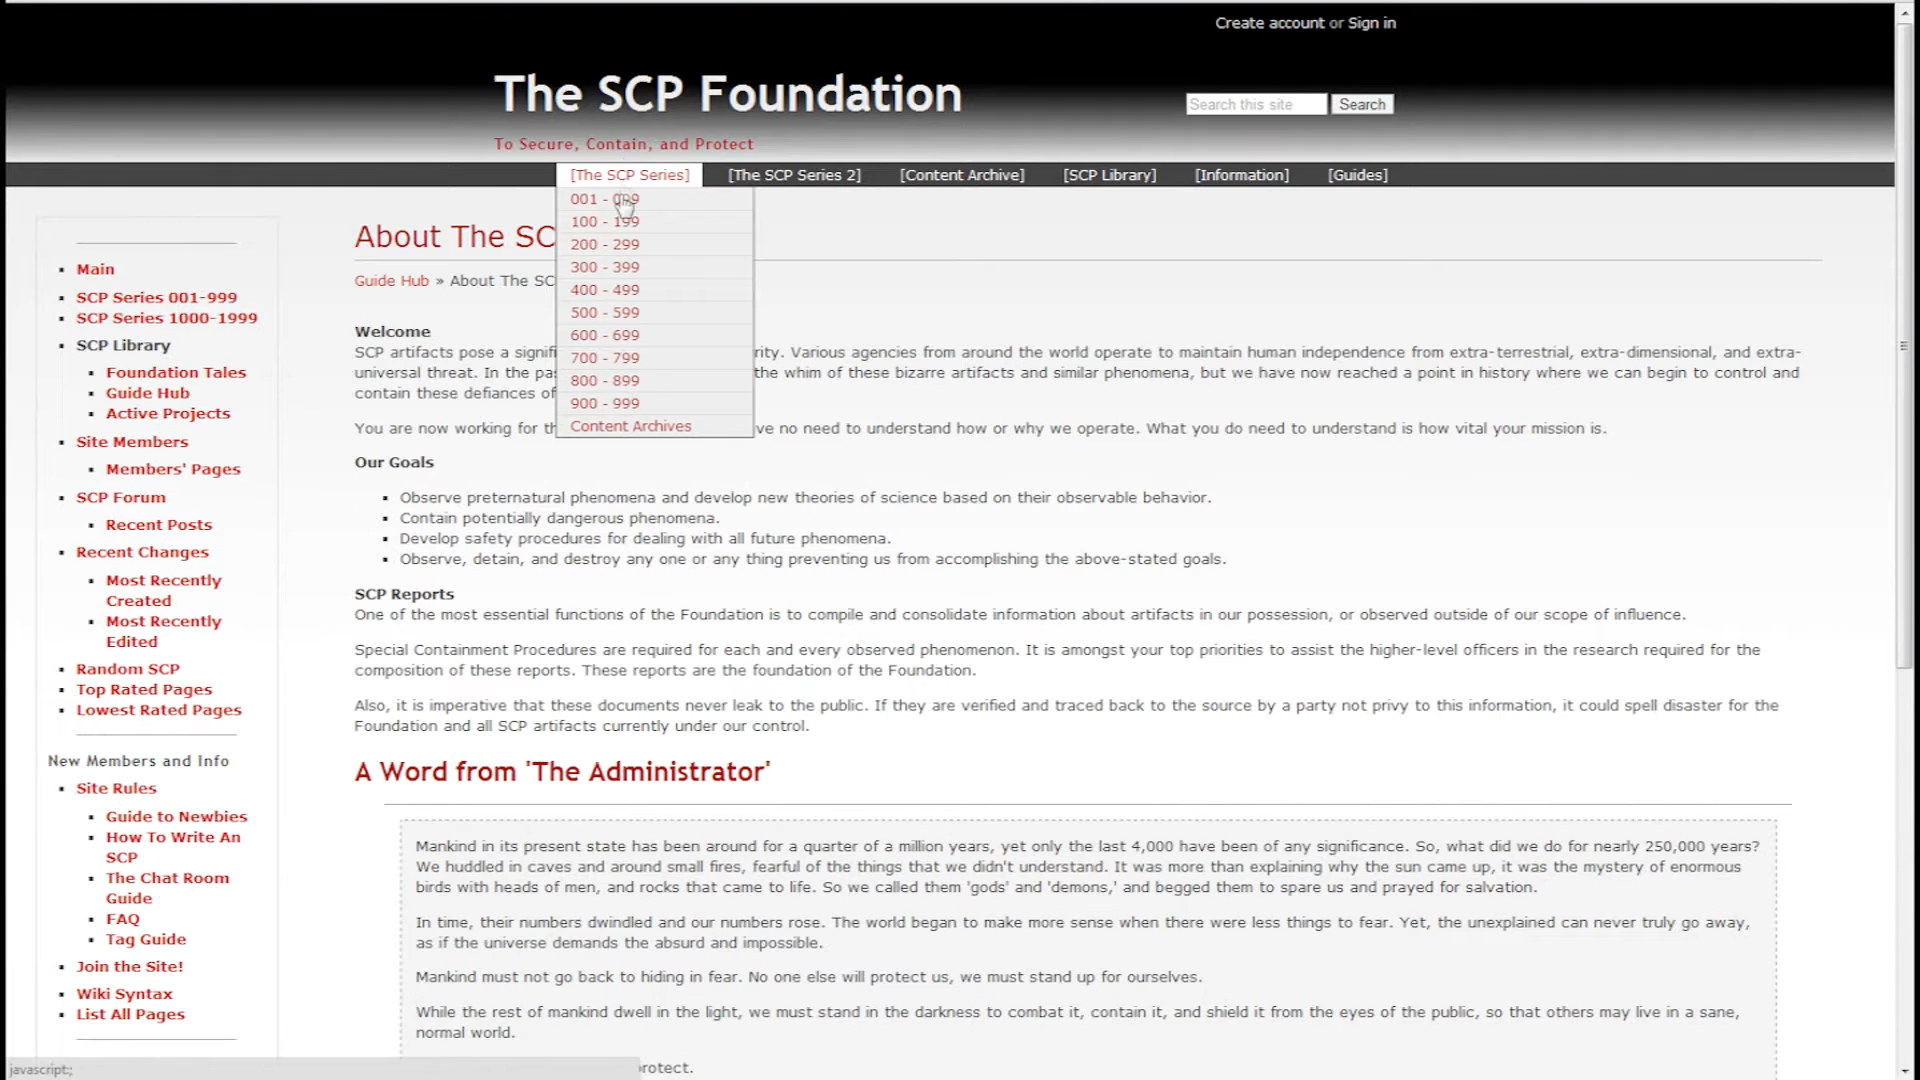 Create account or Sign in
The SCP Foundation
Search this site
Search
To Secure, Contain, and Protect
[The SCP Series]
[The SCP Series 2]
[Content Archive]
[SCP Library]
[Information]
[Guides]
001 -
100 - 199
200 - 299
300 - 399
400 - 499
500 - 599
600 - 699
700 - 799
800 - 899
900 - 999
Content Archives
Main
SCP Series 001-999
SCP Series 1000-1999
SCP Library
Foundation Tales
Guide Hub
Active Projects
Site Members
Members' Pages
SCP Forum
Recent Posts
Recent Changes
Most Recently
Created
Most Recently
Edited
Random SCP
Top Rated Pages
Lowest Rated Pages
New Members and Info
Site Rules
Guide to Newbies
How To Write An
SCP
The Chat Room
Guide
FAQ
Tag Guide
Join the Site!
Wiki Syntax
List All Pages
About The SC
Guide Hub » About The SC
Welcome
SCP artifacts pose a signifi rity. Various agencies from around the world operate to maintain human independence from extra-terrestrial, extra-dimensional, and extra-
universal threat. In the pas the whim of these bizarre artifacts and similar phenomena, but we have now reached a point in history where we can begin to control and
contain these defiances of
You are now working for th ve no need to understand how or why we operate. What you do need to understand is how vital your mission is.
Our Goals
Observe preternatural phenomena and develop new theories of science based on their observable behavior.
Contain potentially dangerous phenomena.
Develop safety procedures for dealing with all future phenomena.
Observe, detain, and destroy any one or any thing preventing us from accomplishing the above-stated goals.
SCP Reports
One of the most essential functions of the Foundation is to compile and consolidate information about artifacts in our possession, or observed outside of our scope of influence.
Special Containment Procedures are required for each and every observed phenomenon. It is amongst your top priorities to assist the higher-level officers in the research required for the
composition of these reports. These reports are the foundation of the Foundation.
Also, it is imperative that these documents never leak to the public. If they are verified and traced back to the source by a party not privy to this information, it could spell disaster for the
Foundation and all SCP artifacts currently under our control.
A Word from 'The Administrator'
Mankind in its present state has been around for a quarter of a million years, yet only the last 4,000 have been of any significance. So, what did we do for nearly 250,000 years?
We huddled in caves and around small fires, fearful of the things that we didn't understand. It was more than explaining why the sun came up, it was the mystery of enormous
birds with heads of men, and rocks that came to life. So we called them 'gods' and 'demons,' and begged them to spare us and prayed for salvation.
In time, their numbers dwindled and our numbers rose. The world began to make more sense when there were less things to fear. Yet, the unexplained can never truly go away,
as if the universe demands the absurd and impossible.
Mankind must not go back to hiding in fear. No one else will protect us, we must stand up for ourselves.
While the rest of mankind dwell in the light, we must stand in the darkness to combat it, contain it, and shield it from the eyes of the public, so that others may live in a sane,
normal world.
rotect.
javascript:;